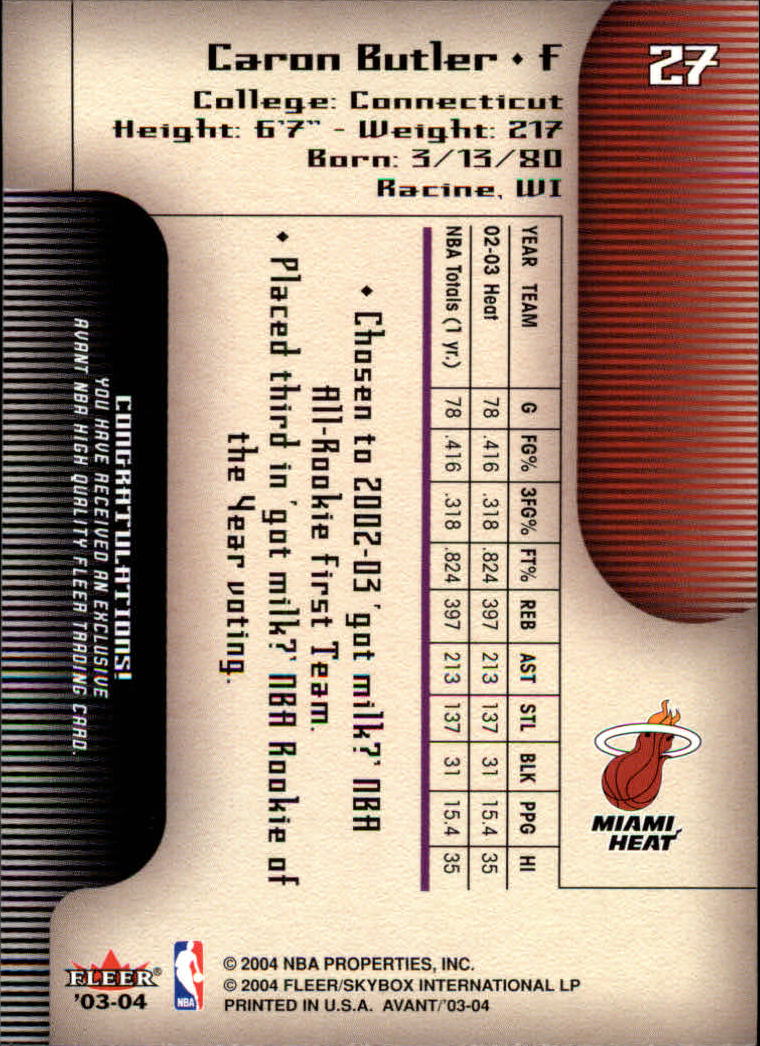 27
Caron Butler • F
College: Connecticut
Height: 6'7" - Weight: 217
Born: 3/13/80
Racine, WI
YEAR TEAM G FG% 3FG% FT% REB AST STL BLK PPG HI
02-03 Heat 78 .416 .318 .824 397 213 137 31 15.4 35
NBA Totals (1 yr.) 78 .416 .318 .824 397 213 137 31 15.4 35
• Chosen to 2002-03 'got milk?' NBA
All-Rookie First Team.
• Placed third in 'got milk?' NBA Rookie of
the Year voting.
CONGRATULATIONS!
YOU HAVE RECEIVED AN EXCLUSIVE
AVANT NBA HIGH QUALITY FLEER TRADING CARD.
MIAMI
HEAT
FLEER®
'03-04
NBA
© 2004 NBA PROPERTIES, INC.
© 2004 FLEER/SKYBOX INTERNATIONAL LP
PRINTED IN U.S.A. AVANT/'03-04